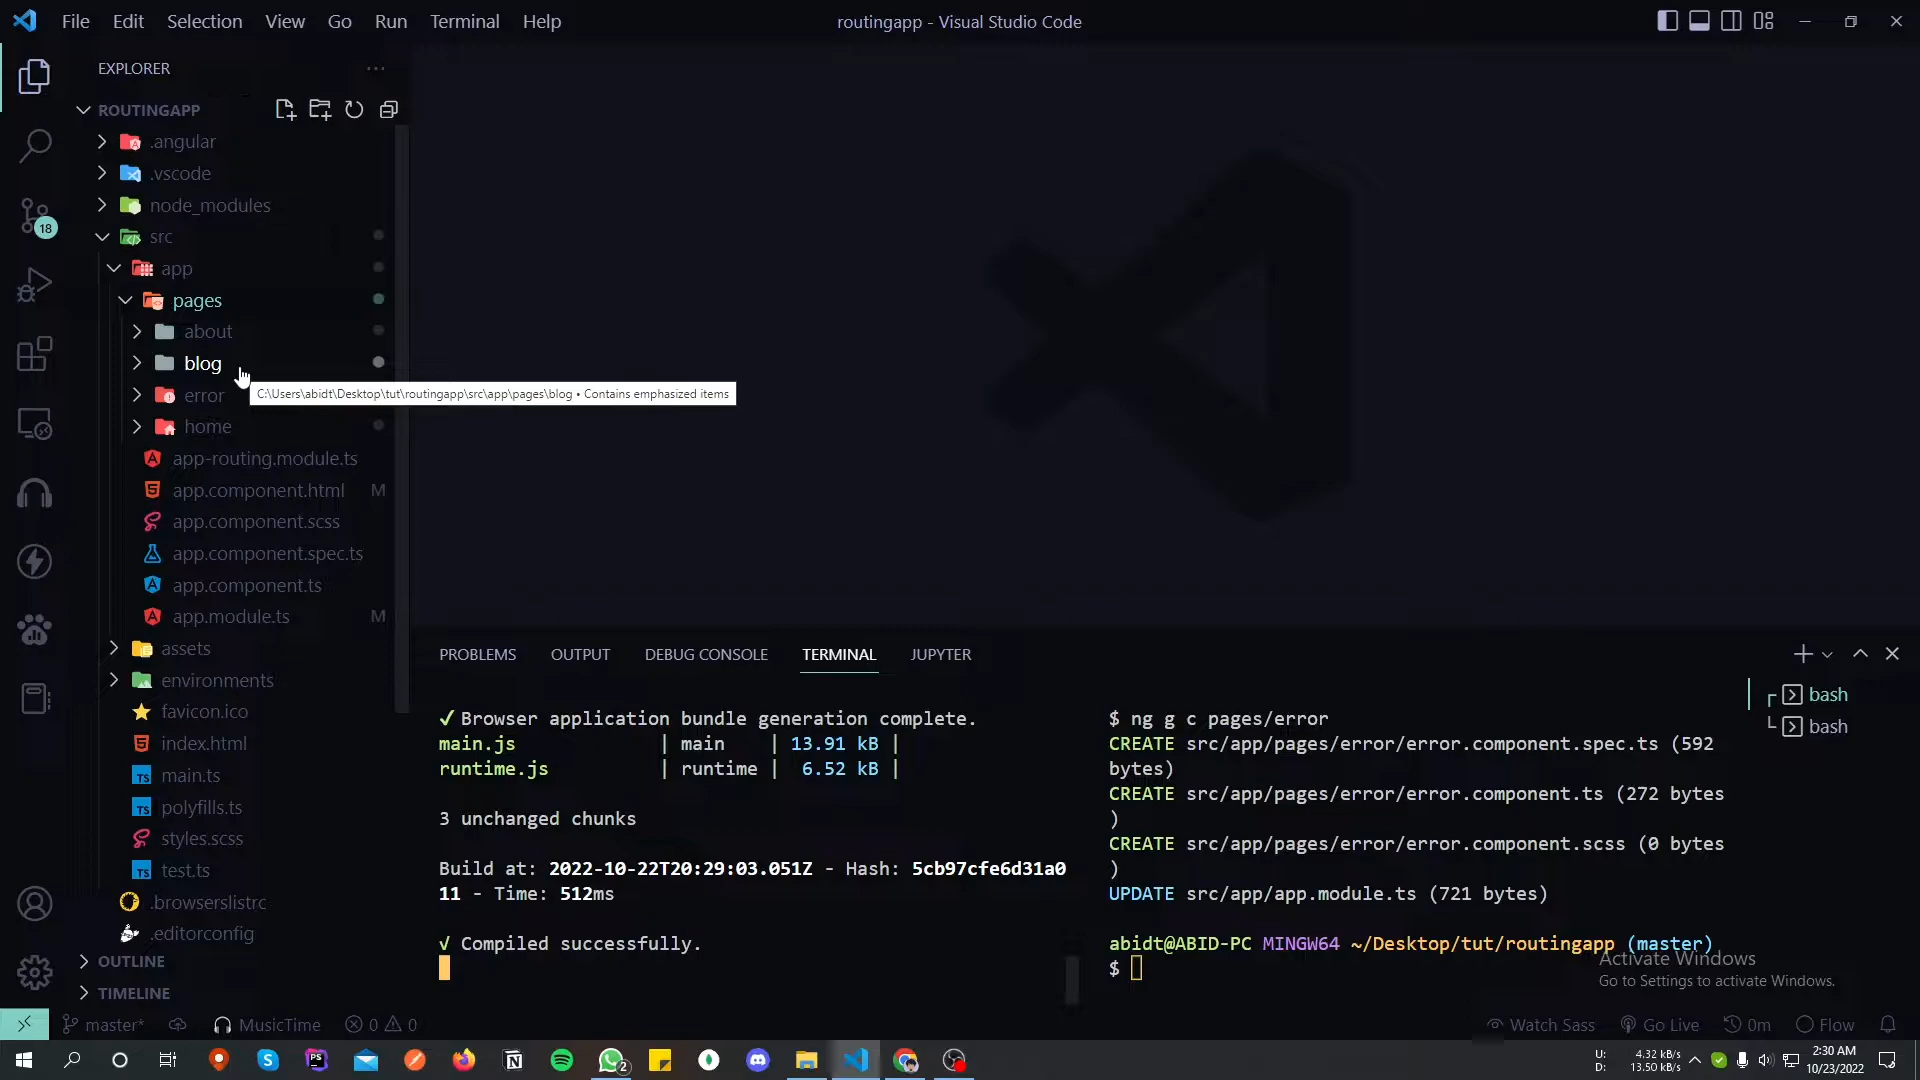 File Edit Selection View Go Run Terminal Help
routingapp - Visual Studio Code
EXPLORER
ROUTINGAPP
.angular
.vscode
node_modules
18
src
app
pages
about
blog
C:\Users\abidt\Desktop\tut\routingapp\src\app\pages\blog • Contains emphasized items
error
home
app-routing.module.ts
app.component.html M
app.component.scss
app.component.spec.ts
app.component.ts
app.module.ts M
assets
environments
favicon.ico
index.html
main.ts
polyfills.ts
styles.scss
test.ts
.browserslistrc
.editorconfig
OUTLINE
TIMELINE
PROBLEMS OUTPUT DEBUG CONSOLE TERMINAL JUPYTER
✓ Browser application bundle generation complete.
main.js | main | 13.91 kB |
runtime.js | runtime | 6.52 kB |
3 unchanged chunks
Build at: 2022-10-22T20:29:03.051Z - Hash: 5cb97cfe6d31a0
11 - Time: 512ms
√ Compiled successfully.
$ ng g c pages/error
CREATE src/app/pages/error/error.component.spec.ts (592
bytes)
CREATE src/app/pages/error/error.component.ts (272 bytes
)
CREATE src/app/pages/error/error.component.scss (0 bytes
)
UPDATE src/app/app.module.ts (721 bytes)
abidt@ABID-PC MINGW64 ~/Desktop/tut/routingapp (master)
$
bash
bash
Activate Windows
Go to Settings to activate Windows.
master* MusicTime 0 0
Watch Sass Go Live 0m Flow
PS
2
U: 4.32 kB/s
D: 13.50 kB/s
2:30 AM
10/23/2022